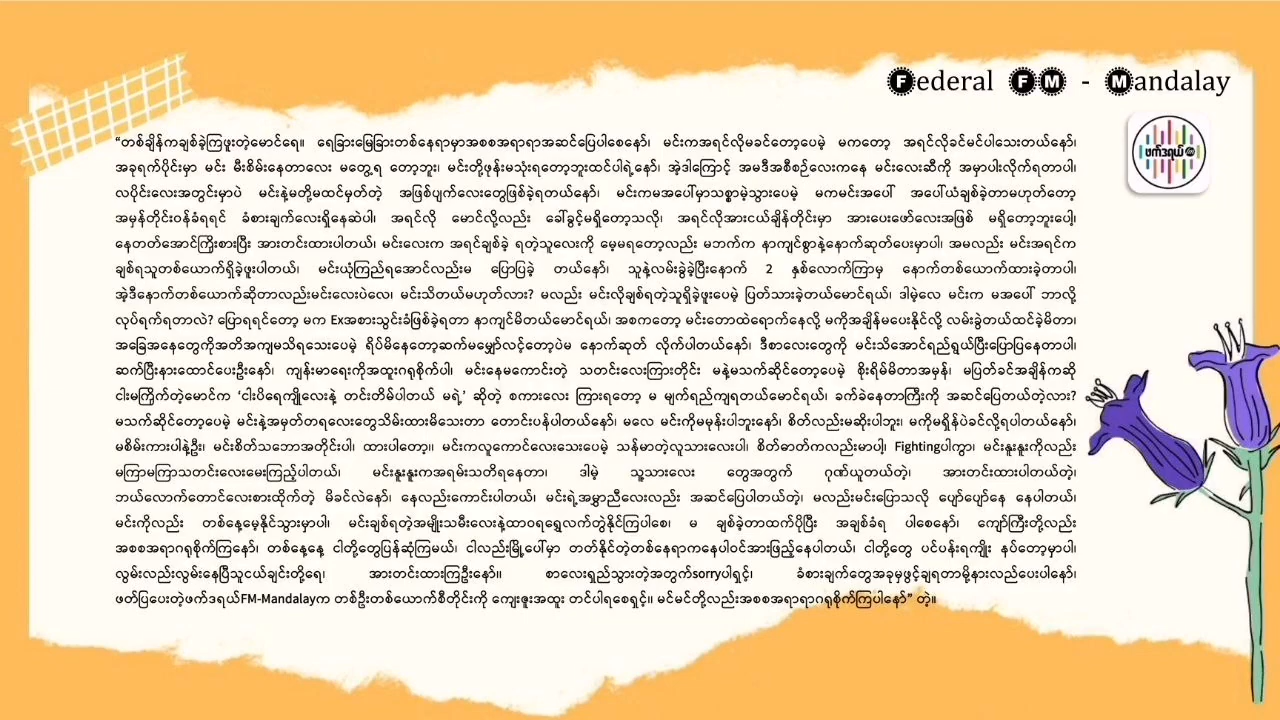 Federal FM - Mandalay
ဖက်ဒရယ်
“တစ်ချိန်ကချစ်ခဲ့ကြဖူးတဲ့မောင်ရေ။ ရေခြားမြေခြားတစ်နေရာမှာအစစအရာရာအဆင်ပြေပါစေနော်၊ မင်းကအရင်လိုမခင်တော့ပေမဲ့ မကတော့ အရင်လိုခင်မင်ပါသေးတယ်နော်၊
အခုရက်ပိုင်းမှာ မင်း မီးစိမ်းနေတာလေး မတွေ့ရ တော့ဘူး၊ မင်းတို့ဖုန်းမသုံးရတော့ဘူးထင်ပါရဲ့နော်၊ အဲ့ဒါကြောင့် အမဒီအစီစဉ်လေးကနေ မင်းလေးဆီကို အမှာပါးလိုက်ရတာပါ၊
လပိုင်းလေးအတွင်းမှာပဲ မင်းနဲ့မတို့မထင်မှတ်တဲ့ အဖြစ်ပျက်လေးတွေဖြစ်ခဲ့ရတယ်နော်၊ မင်းကမအပေါ်မှာသစ္စာမဲ့သွားပေမဲ့ မကမင်းအပေါ် အပေါ်ယံချစ်ခဲ့တာမဟုတ်တော့
အမှန်တိုင်းဝန်ခံရရင် ခံစားချက်လေးရှိနေဆဲပါ၊ အရင်လို မောင်လို့လည်း ခေါ်ခွင့်မရှိတော့သလို၊ အရင်လိုအားငယ်ချိန်တိုင်းမှာ အားပေးဖော်လေးအဖြစ် မရှိတော့ဘူးပေါ့၊
နေတတ်အောင်ကြိုးစားပြီး အားတင်းထားပါတယ်၊ မင်းလေးက အရင်ချစ်ခဲ့ ရတဲ့သူလေးကို မေ့မရတော့လည်း မဘက်က နာကျင်စွာနဲ့နောက်ဆုတ်ပေးမှာပါ၊ အမလည်း မင်းအရင်က
ချစ်ရသူတစ်ယောက်ရှိခဲ့ဖူးပါတယ်၊ မင်းယုံကြည်ရအောင်လည်းမ ပြောပြခဲ့ တယ်နော်၊ သူနဲ့လမ်းခွဲခဲ့ပြီးနောက် 2 နှစ်လောက်ကြာမှ နောက်တစ်ယောက်ထားခဲ့တာပါ၊
အဲ့ဒီနောက်တစ်ယောက်ဆိုတာလည်းမင်းလေးပဲလေ၊ မင်းသိတယ်မဟုတ်လား? မလည်း မင်းလိုချစ်ရတဲ့သူရှိခဲ့ဖူးပေမဲ့ ပြတ်သားခဲ့တယ်မောင်ရယ်၊ ဒါမဲ့လေ မင်းက မအပေါ် ဘာလို့
လုပ်ရက်ရတာလဲ? ပြောရရင်တော့ မက Exအစားသွင်းခံဖြစ်ခဲ့ရတာ နာကျင်မိတယ်မောင်ရယ်၊ အစကတော့ မင်းတောထဲရောက်နေလို့ မကိုအချိန်မပေးနိုင်လို့ လမ်းခွဲတယ်ထင်ခဲ့မိတာ၊
အခြေအနေတွေကိုအတိအကျမသိရသေးပေမဲ့ ရိပ်မိနေတော့ဆက်မမျှော်လင့်တော့ပဲမ နောက်ဆုတ် လိုက်ပါတယ်နော်၊ ဒီစာလေးတွေကို မင်းသိအောင်ရည်ရွယ်ပြီးပြောပြနေတာပါ၊
ဆက်ပြီးနားထောင်ပေးဦးနော်၊ ကျန်းမာရေးကိုအထူးဂရုစိုက်ပါ၊ မင်းနေမကောင်းတဲ့ သတင်းလေးကြားတိုင်း မနဲ့မသက်ဆိုင်တော့ပေမဲ့ စိုးရိမ်မိတာအမှန်၊ မပြတ်ခင်အချိန်ကဆို
ငါးမကြိုက်တဲ့မောင်က ‘ငါးပိရေကျိုလေးနဲ့ တင်းတိမ်ပါတယ် မရဲ့’ ဆိုတဲ့ စကားလေး ကြားရတော့ မ မျက်ရည်ကျရတယ်မောင်ရယ်၊ ခက်ခဲနေတာကြီးကို အဆင်ပြေတယ်တဲ့လား?
မသက်ဆိုင်တော့ပေမဲ့ မင်းနဲ့အမှတ်တရလေးတွေသိမ်းထားမိသေးတာ တောင်းပန်ပါတယ်နော်၊ မလေ မင်းကိုမမုန်းပါဘူးနော်၊ စိတ်လည်းမဆိုးပါဘူး၊ မကိုမရှိန်ပဲခင်လို့ရပါတယ်နော်၊
မစိမ်းကားပါနဲ့ဦး၊ မင်းစိတ်သဘောအတိုင်းပါ၊ ထားပါတော့။ မင်းကလူကောင်လေးသေးပေမဲ့ သန်မာတဲ့လူသားလေးပါ၊ စိတ်ဓာတ်ကလည်းမာပါ့၊ Fightingပါကွာ၊ မင်းနူးနူးကိုလည်း
မကြာမကြာသတင်းလေးမေးကြည့်ပါတယ်၊ မင်းနူးနူးကအရမ်းသတိရနေတာ၊ ဒါမဲ့ သူ့သားလေး တွေအတွက် ဂုဏ်ယူတယ်တဲ့၊ အားတင်းထားပါတယ်တဲ့၊
ဘယ်လောက်တောင်လေးစားထိုက်တဲ့ မိခင်လဲနော်၊ နေလည်းကောင်းပါတယ်၊ မင်းရဲ့အမွှာညီလေးလည်း အဆင်ပြေပါတယ်တဲ့၊ မလည်းမင်းပြောသလို ပျော်ပျော်နေ နေပါတယ်၊
မင်းကိုလည်း တစ်နေ့မေ့နိုင်သွားမှာပါ၊ မင်းချစ်ရတဲ့အမျိုးသမီးလေးနဲ့ထာဝရရွှေလက်တွဲနိုင်ကြပါစေ၊ မ ချစ်ခဲ့တာထက်ပိုပြီး အချစ်ခံရ ပါစေနော်၊ ကျော်ကြီးတို့လည်း
အစစအရာဂရုစိုက်ကြနော်၊ တစ်နေ့နေ့ ငါတို့တွေပြန်ဆုံကြမယ်၊ ငါလည်းမြို့ပေါ်မှာ တတ်နိုင်တဲ့တစ်နေရာကနေပါဝင်အားဖြည့်နေပါတယ်၊ ငါတို့တွေ ပင်ပန်းရကျိုး နပ်တော့မှာပါ၊
လွမ်းလည်းလွမ်းနေပြီသူငယ်ချင်းတို့ရေ၊ အားတင်းထားကြဦးနော်။ စာလေးရှည်သွားတဲ့အတွက်sorryပါရှင့်၊ ခံစားချက်တွေအခုမှဖွင့်ချရတာမို့နားလည်ပေးပါနော်၊
ဖတ်ပြပေးတဲ့ဖက်ဒရယ်FM-Mandalayက တစ်ဦးတစ်ယောက်စီတိုင်းကို ကျေးဇူးအထူး တင်ပါရစေရှင့်။ မင်မင်တို့လည်းအစစအရာရာဂရုစိုက်ကြပါနော်” တဲ့။